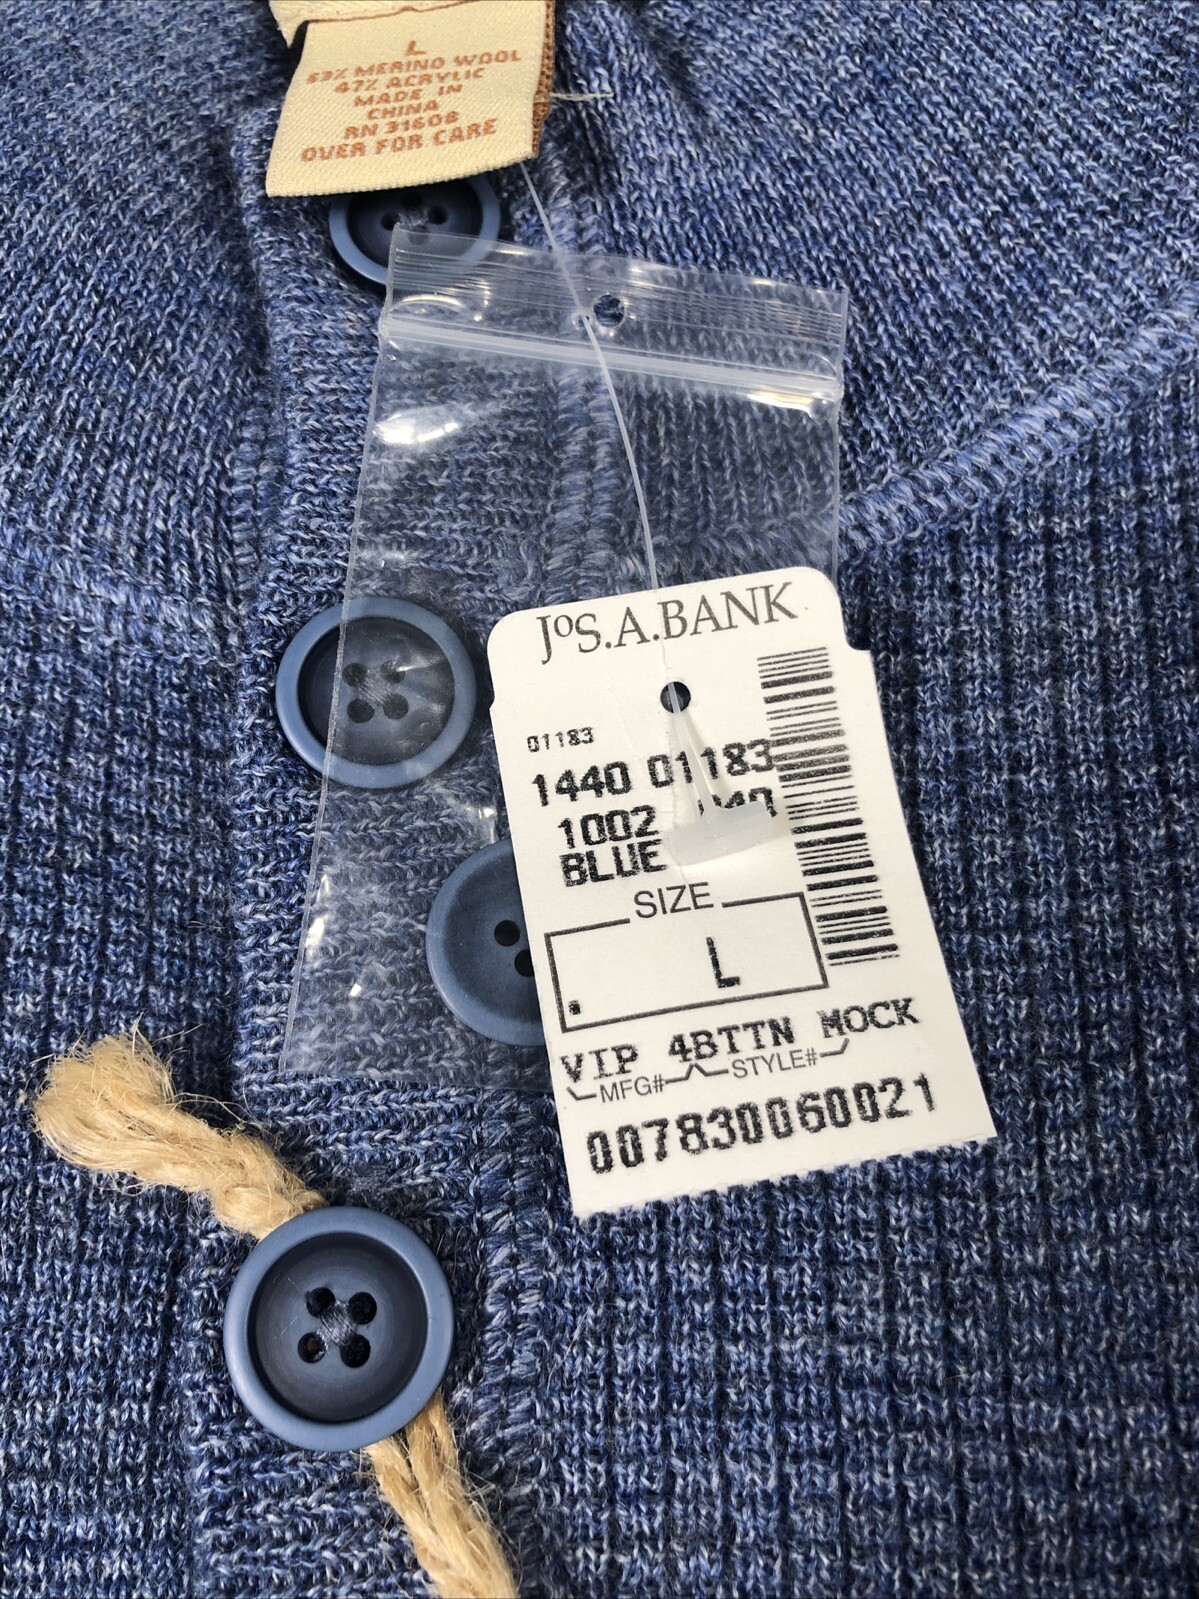 L
53% MERINO WOOL
47% ACRYLIC
MADE IN
CHINA
RN 31608
OVER FOR CARE
JoS.A.BANK
01183
1440 01183
1002
BLUE
SIZE
L
VIP 4BTTN MOCK
MFG# STYLE#
007830060021